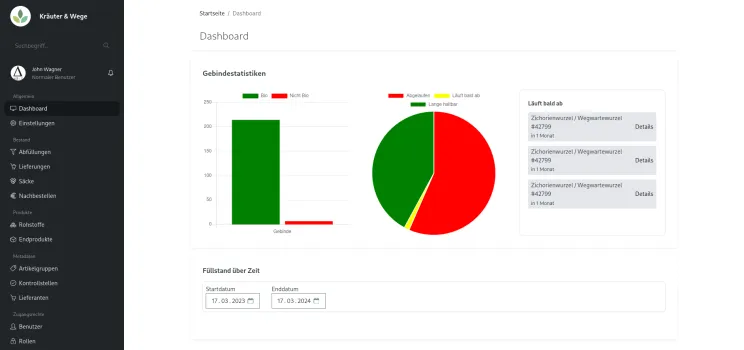 Kräuter & Wege
Suchbegriff...
John Wagner
Normaler Benutzer
Allgemein
Dashboard
Einstellungen
Bestand
Abfüllungen
Lieferungen
Säcke
Nachbestellen
Produkte
Rohstoffe
Endprodukte
Metadaten
Artikelgruppen
Kontrollstellen
Lieferanten
Zugangsrechte
Benutzer
Rollen
Startseite / Dashboard
Dashboard
Gebindestatistiken
Bio Nicht Bio
250
200
150
100
50
0
Gebinde
Abgelaufen Läuft bald ab
Lange haltbar
Läuft bald ab
Zichorienwurzel / Wegwartewurzel
#42799 Details
in 1 Monat
Zichorienwurzel / Wegwartewurzel
#42799 Details
in 1 Monat
Zichorienwurzel / Wegwartewurzel
#42799 Details
in 1 Monat
Füllstand über Zeit
Startdatum Enddatum
17.03.2023 17.03.2024